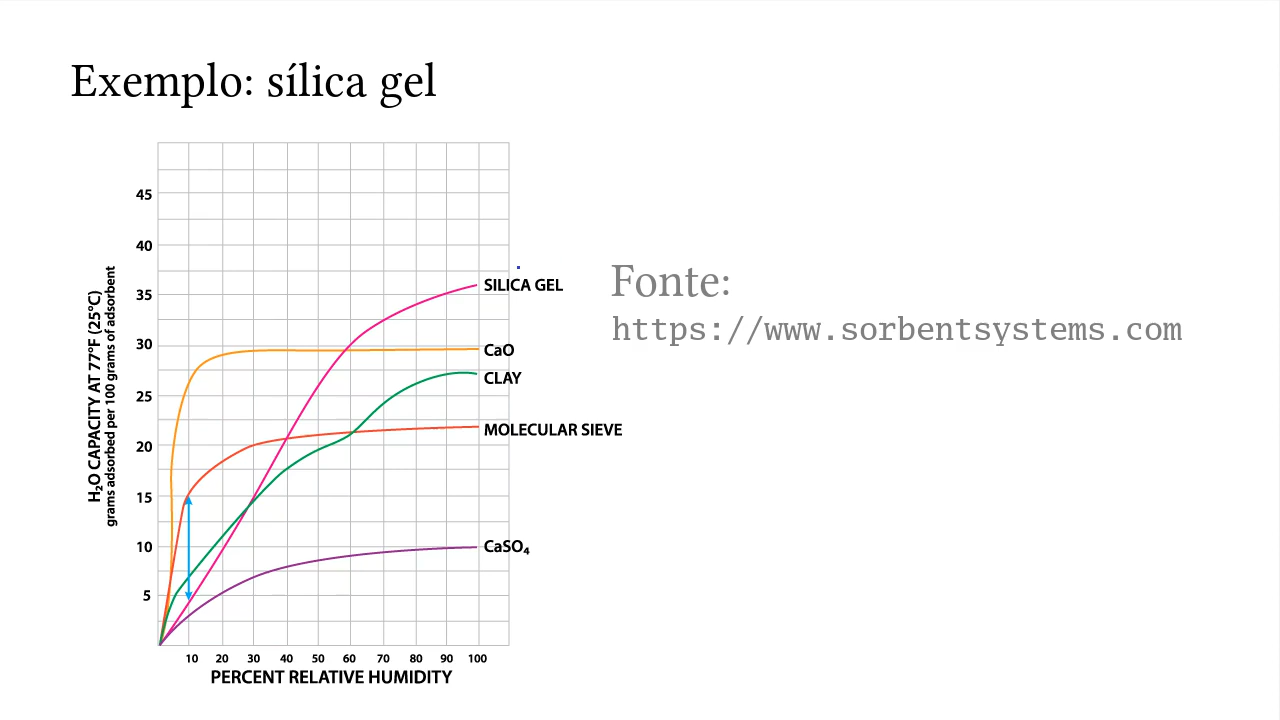 Exemplo: sílica gel
45
40
35
30
25
20
15
10
5
H₂O CAPACITY AT 77°F (25°C)
grams adsorbed per 100 grams of adsorbent
SILICA GEL
CaO
CLAY
MOLECULAR SIEVE
CaSO₄
10 20 30 40 50 60 70 80 90 100
PERCENT RELATIVE HUMIDITY
Fonte:
https://www.sorbentsystems.com